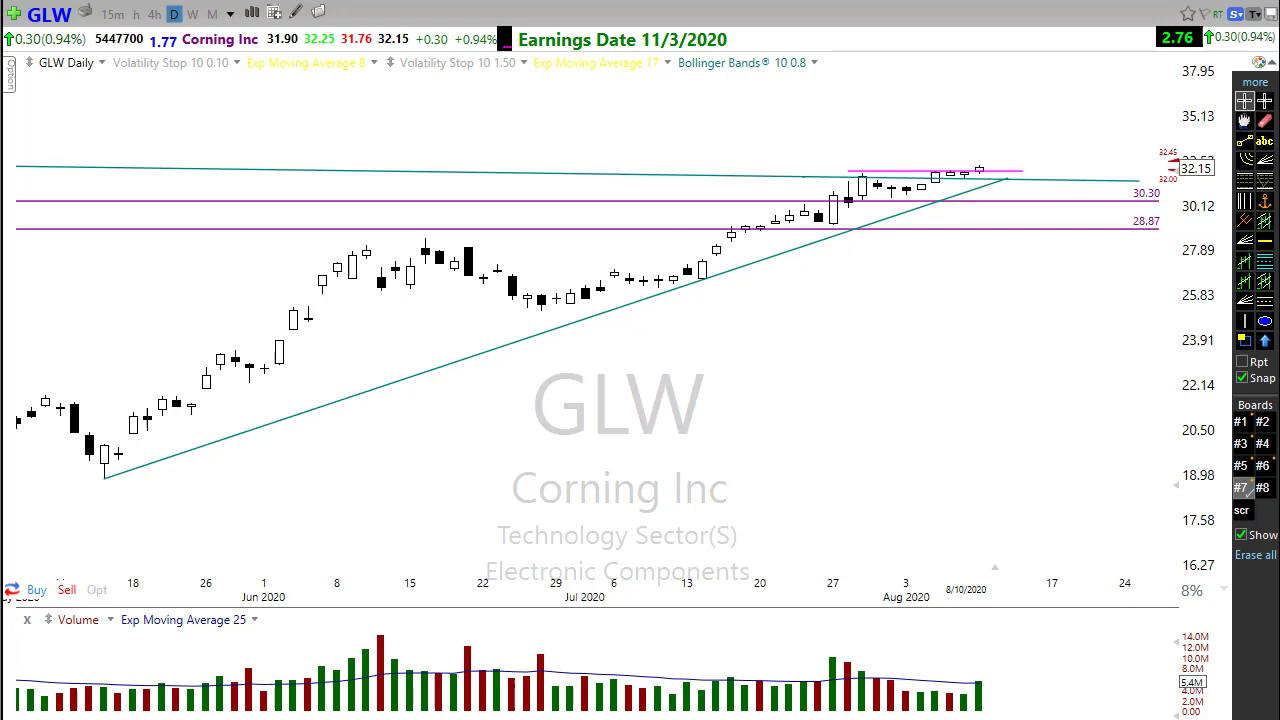 GLW 15m h 4h D W M RT S T
0.30(0.94%) 5447700 1.77 Corning Inc 31.90 32.25 31.76 32.15 +0.30 +0.94% Earnings Date 11/3/2020 2.76 0.30(0.94%)
Option
GLW Daily Volatility Stop 10 0.10 Exp Moving Average 8 Volatility Stop 10 1.50 Exp Moving Average 17 Bollinger Bands® 10 0.8
37.95
35.13
32.45
32.15
32.00
30.30
30.12
28.87
27.89
25.83
23.91
22.14
20.50
18.98
17.58
16.27
more
abc
Rpt
Snap
Boards
#1 #2
#3 #4
#5 #6
#7 #8
scr
Show
Erase all
GLW
Corning Inc
Technology Sector(S)
Electronic Components
18 26 1 8 15 22 29 6 13 20 27 3 8/10/2020 17 24
Buy Sell Opt
2020 Jun 2020 Jul 2020 Aug 2020
8%
X Volume Exp Moving Average 25
14.0M
12.0M
10.0M
8.0M
5.4M
4.0M
2.0M
0.00